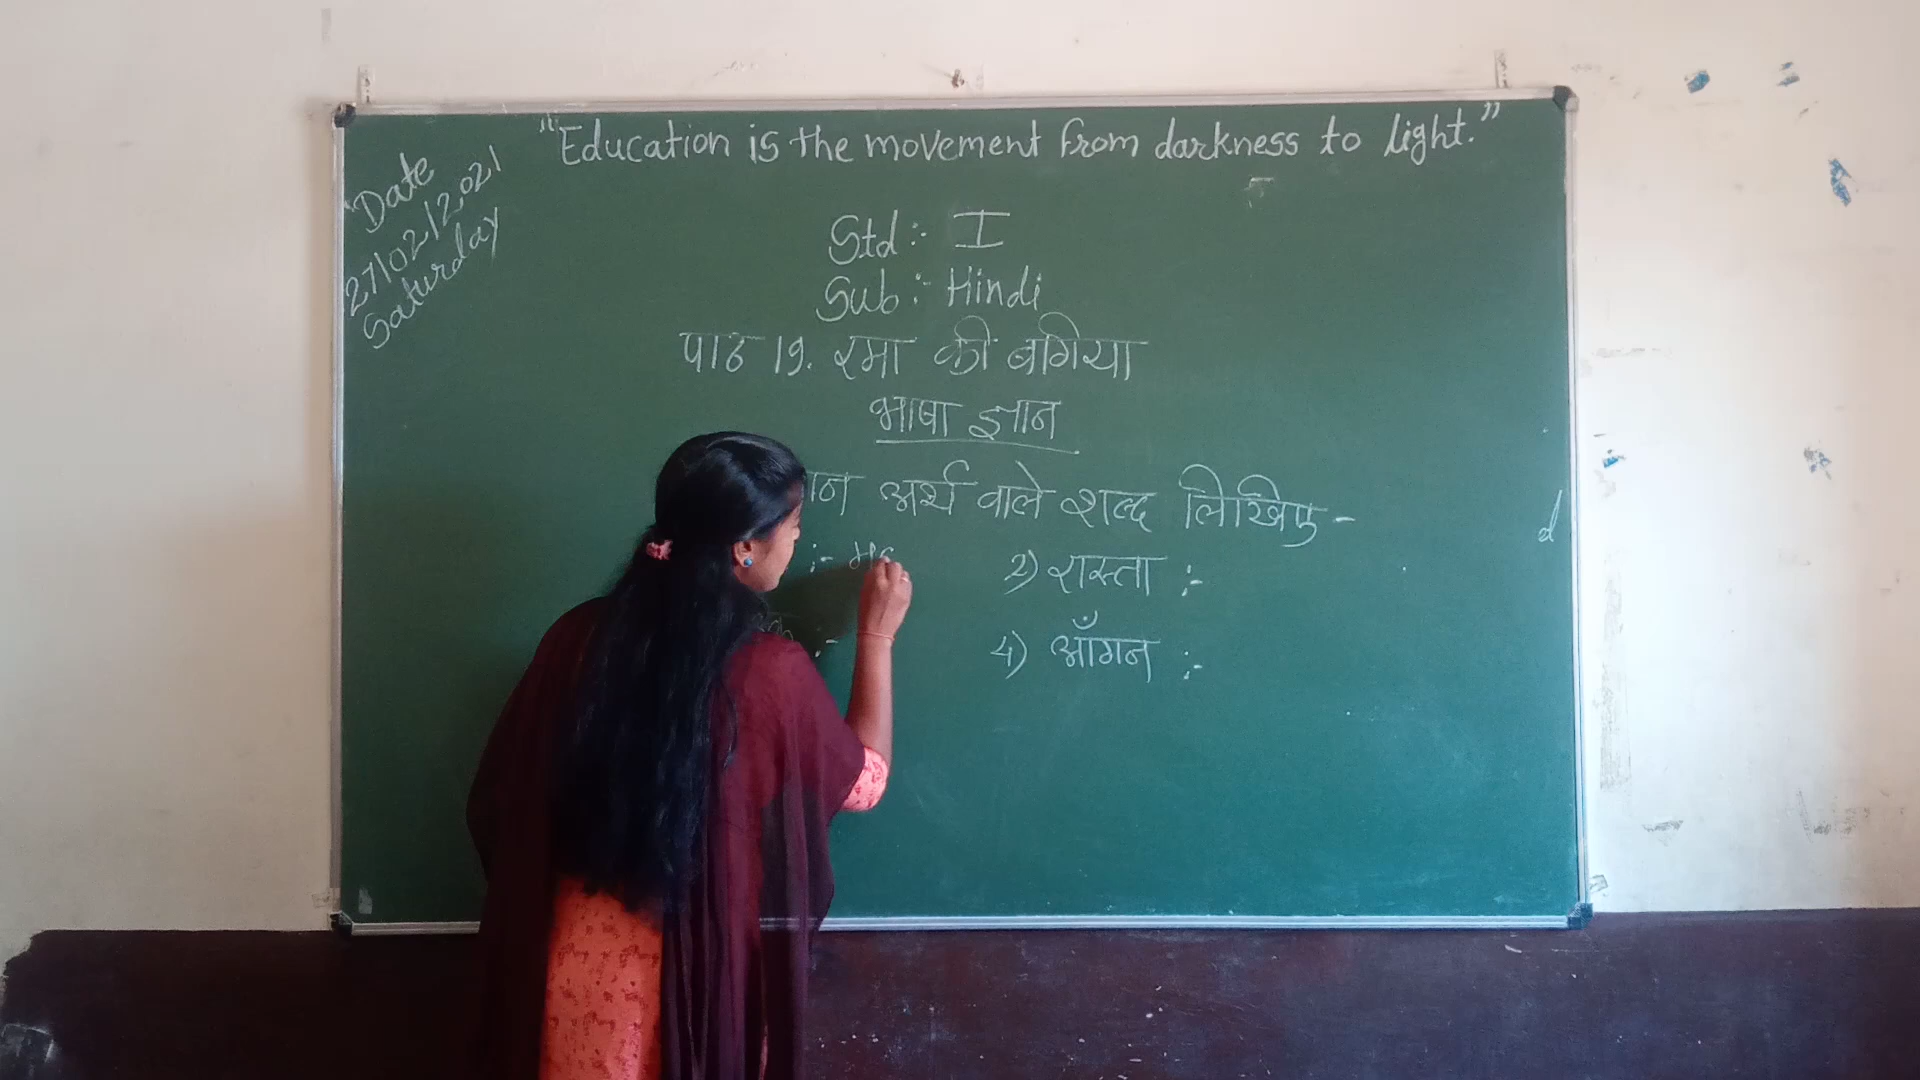 "Education is the movement from darkness to light."
Date
27/02/2021
Saturday
Std :- I
Sub :- Hindi
पाठ 19. रमा की बगिया
भाषा ज्ञान
अर्थ वाले शब्द लिखिए -
:- 2) रास्ता :-
:- 4) आँगन :-